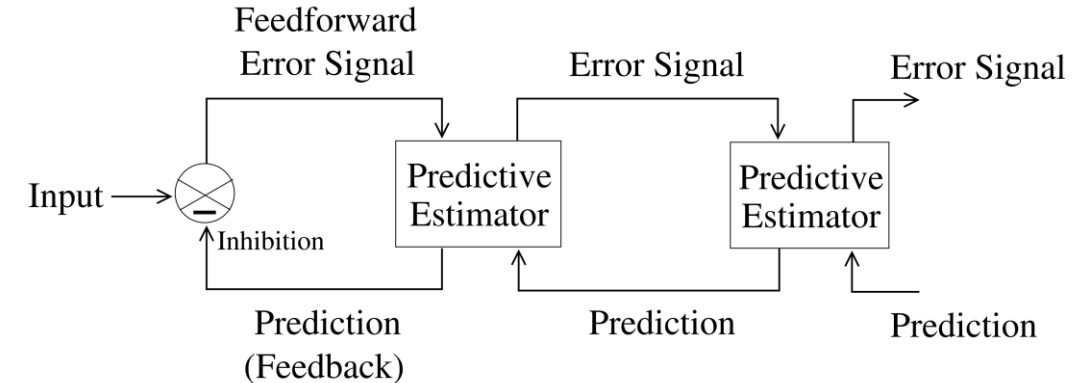 Feedforward
Error Signal
Error Signal
Error Signal
Input
Predictive
Estimator
Predictive
Estimator
Inhibition
Prediction
(Feedback)
Prediction
Prediction